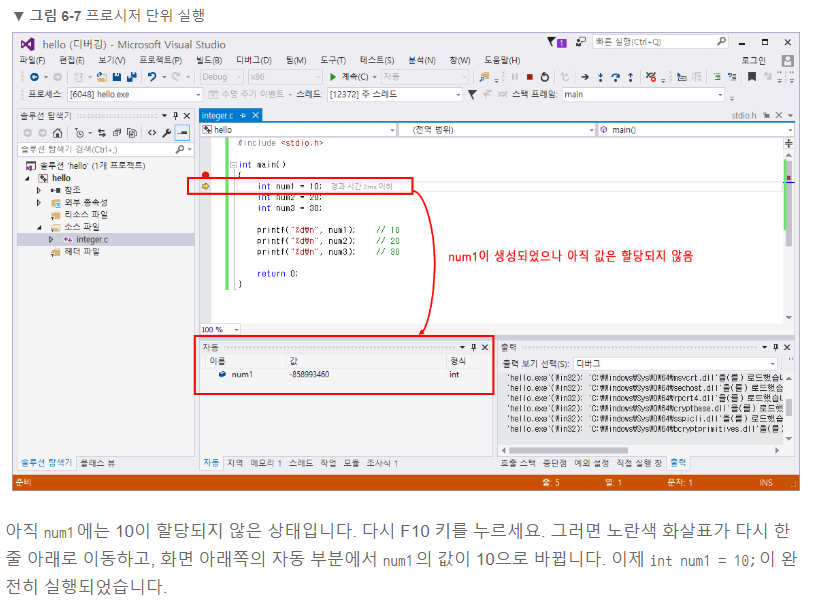 ▼ 그림 6-7 프로시저 단위 실행
hello (디버깅) - Microsoft Visual Studio
1
빠른 실행(Ctrl+Q)
파일(F) 편집(E) 보기(V) 프로젝트(P) 빌드(B) 디버그(D) 팀(M) 도구(T) 테스트(S) 분석(N) 창(W) 도움말(H)
로그인
Debug x86 계속(C) 자동
프로세스: [6048] hello.exe 수명 주기 이벤트 스레드: [12372] 주 스레드 스택 프레임: main
솔루션 탐색기
솔루션 탐색기 검색(Ctrl+;)
솔루션 'hello' (1개 프로젝트)
hello
참조
외부 종속성
리소스 파일
소스 파일
integer.c
헤더 파일
솔루션 탐색기 클래스 뷰
integer.c
stdio.h
hello (전역 범위) main()
#include <stdio.h>
int main()
{
int num1 = 10; 경과 시간 2ms 이하
int num2 = 20;
int num3 = 30;
printf("%d₩n", num1); // 10
printf("%d₩n", num2); // 20
printf("%d₩n", num3); // 30
return 0;
}
num1이 생성되었으나 아직 값은 할당되지 않음
100 %
자동
이름 값 형식
num1 -858993460 int
자동 지역 메모리 1 스레드 작업 모듈 조사식 1
출력
출력 보기 선택(S): 디버그
'hello.exe'(Win32): 'C:₩Windows₩SysWOW64₩msvcrt.dll'을(를) 로드했습니
'hello.exe'(Win32): 'C:₩Windows₩SysWOW64₩sechost.dll'을(를) 로드했습
'hello.exe'(Win32): 'C:₩Windows₩SysWOW64₩rpcrt4.dll'을(를) 로드했습니
'hello.exe'(Win32): 'C:₩Windows₩SysWOW64₩cryptbase.dll'을(를) 로드했
'hello.exe'(Win32): 'C:₩Windows₩SysWOW64₩sspicli.dll'을(를) 로드했습
'hello.exe'(Win32): 'C:₩Windows₩SysWOW64₩bcryptprimitives.dll'을(를)
호출 스택 중단점 예외 설정 직접 실행 창 출력
준비 줄: 5 열: 1 문자: 1 INS
아직 num1에는 10이 할당되지 않은 상태입니다. 다시 F10 키를 누르세요. 그러면 노란색 화살표가 다시 한
줄 아래로 이동하고, 화면 아래쪽의 자동 부분에서 num1의 값이 10으로 바뀝니다. 이제 int num1 = 10;이 완
전히 실행되었습니다.